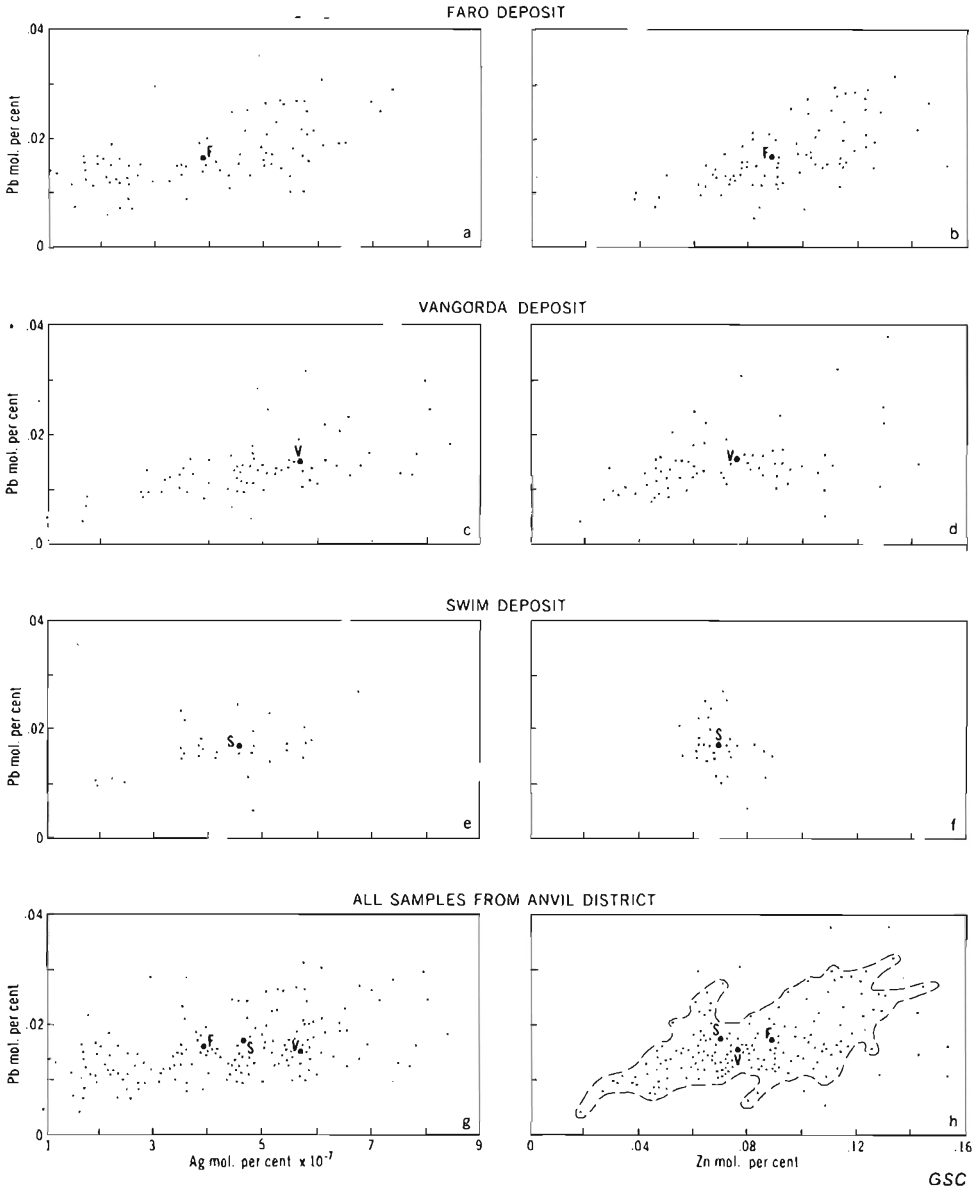 FARO DEPOSIT
.04
.02
0
Pb mol. per cent
F
a
F
b
VANGORDA DEPOSIT
.04
.02
0
Pb mol. per cent
V
c
V
d
SWIM DEPOSIT
.04
.02
0
Pb mol. per cent
S
e
S
f
ALL SAMPLES FROM ANVIL DISTRICT
.04
.02
0
Pb mol. per cent
F
S
V
g
S
V
F
h
1 3 5 7 9
Ag mol. per cent x 10⁻⁷
0 .04 .08 .12 .16
Zn mol. per cent
GSC